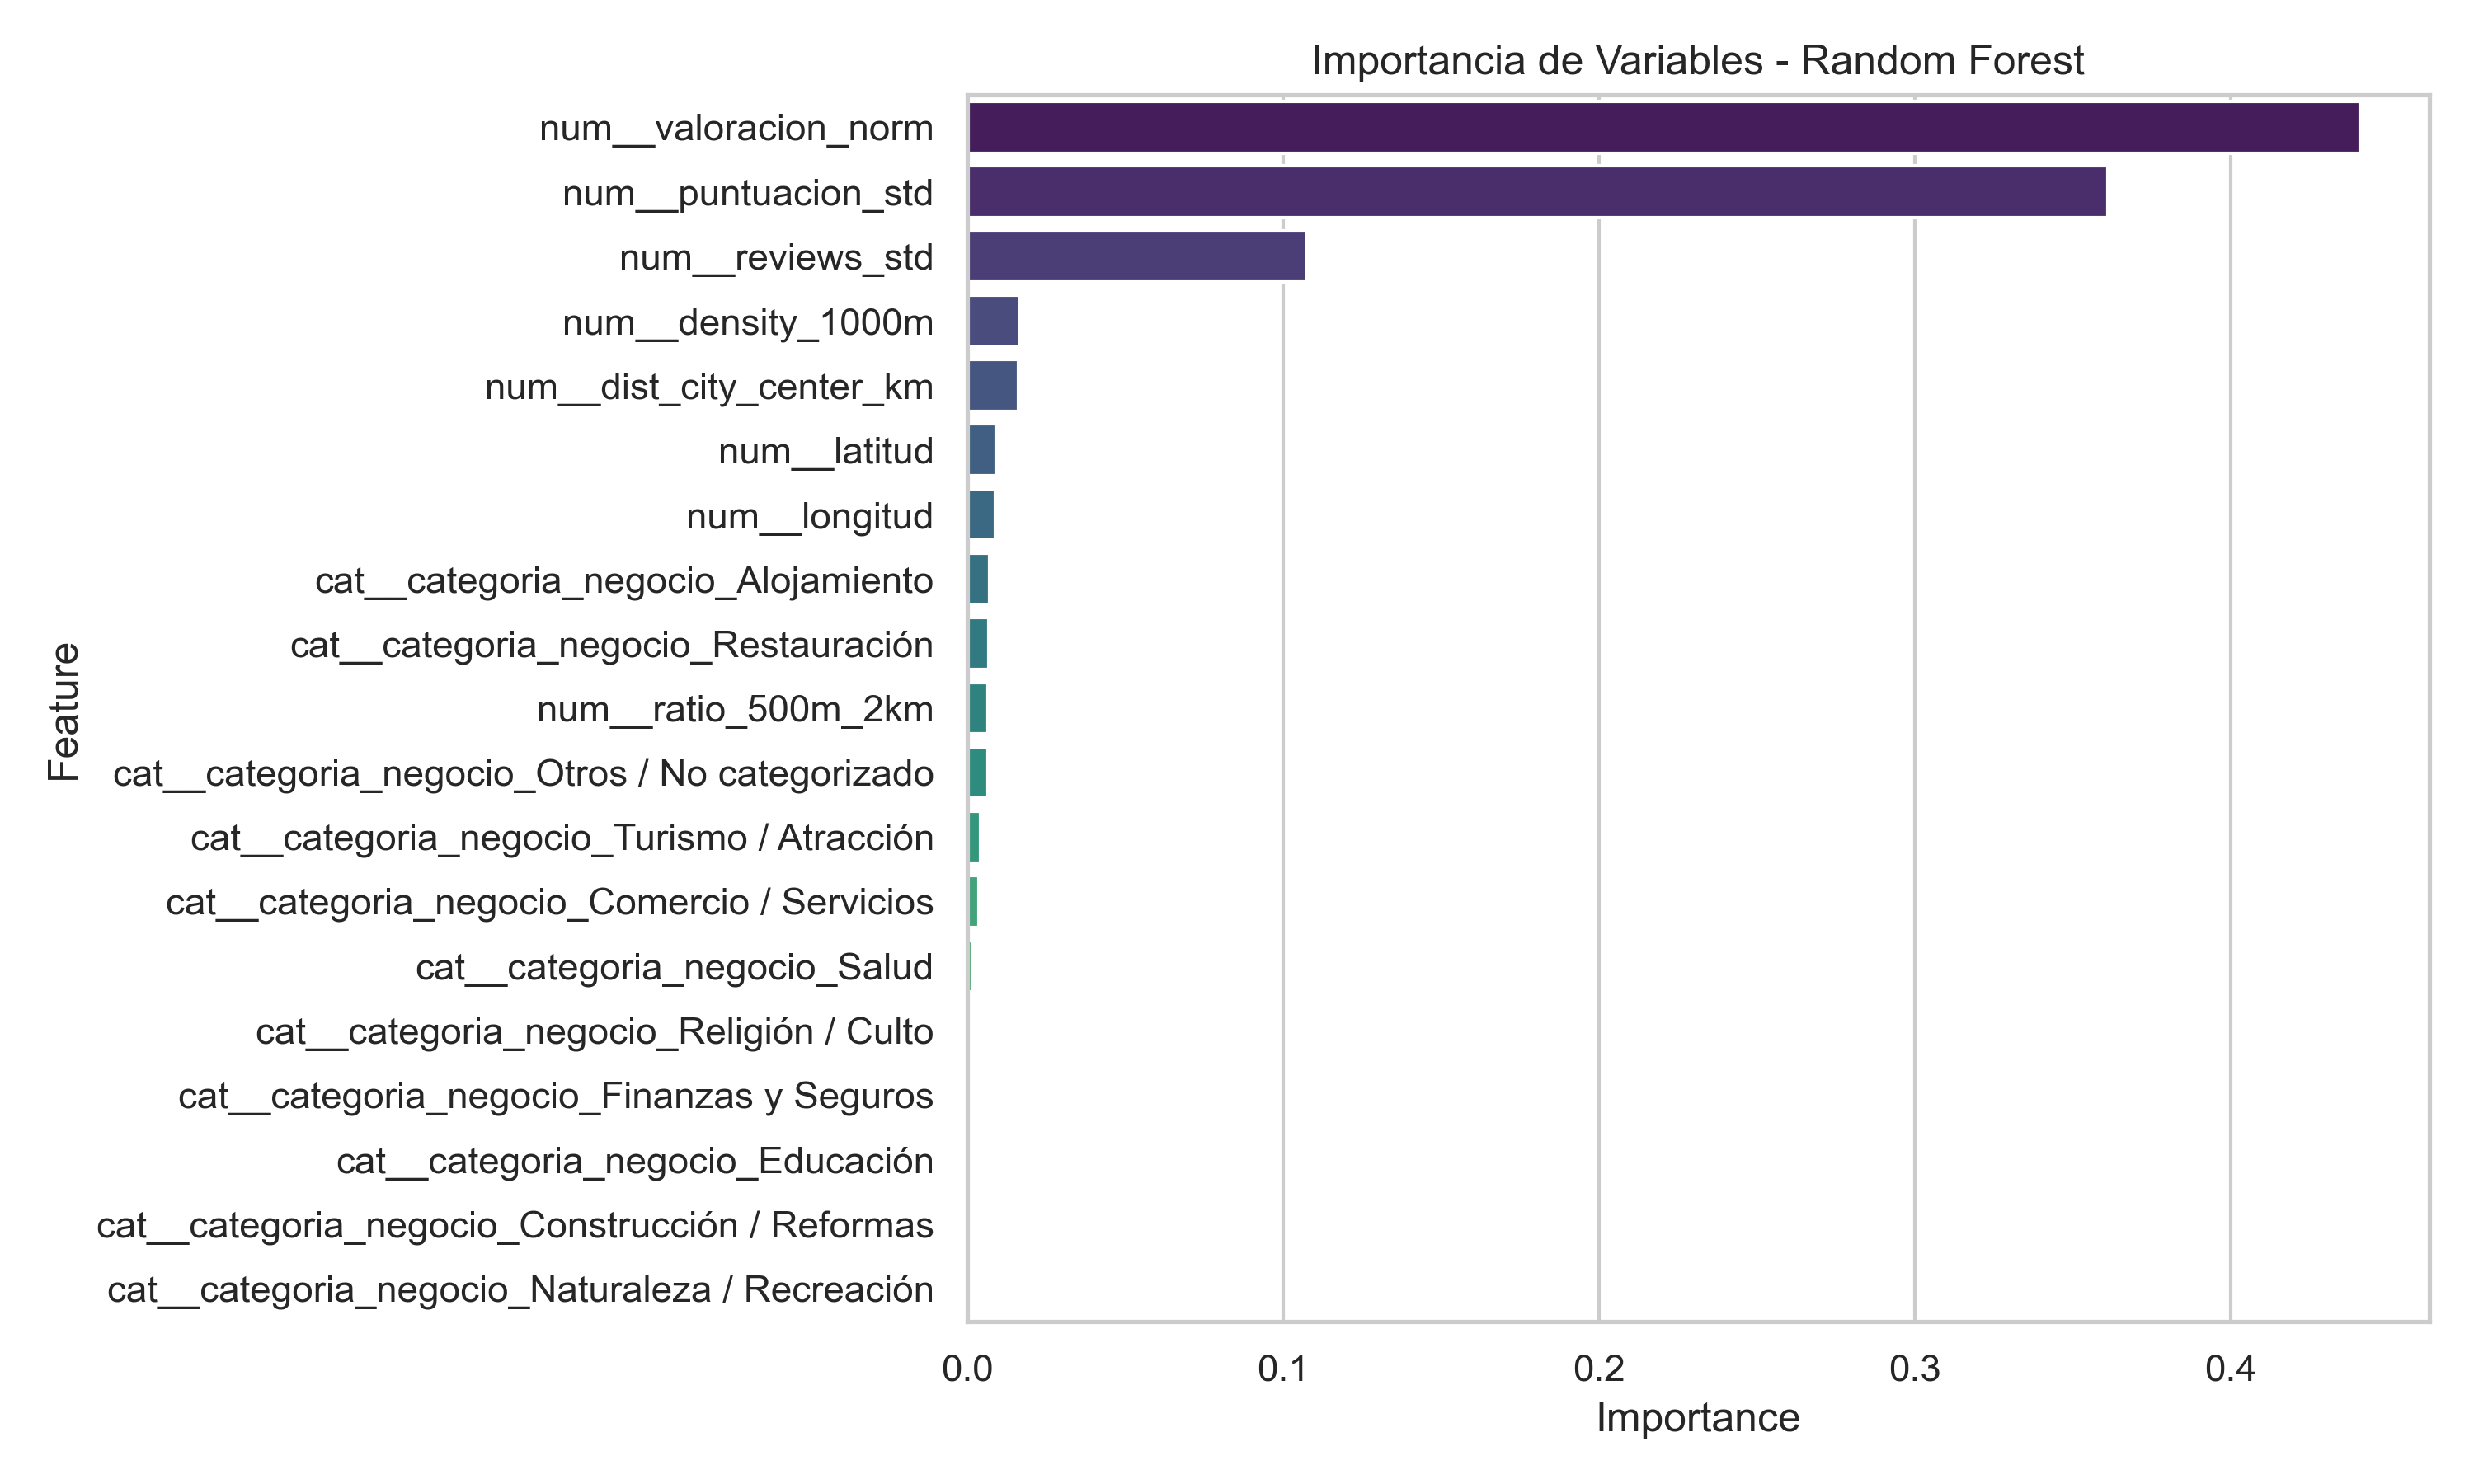 Importancia de Variables - Random Forest
num__valoracion_norm
num__puntuacion_std
num__reviews_std
num__density_1000m
num__dist_city_center_km
num__latitud
num__longitud
cat__categoria_negocio_Alojamiento
cat__categoria_negocio_Restauración
num__ratio_500m_2km
cat__categoria_negocio_Otros / No categorizado
cat__categoria_negocio_Turismo / Atracción
cat__categoria_negocio_Comercio / Servicios
cat__categoria_negocio_Salud
cat__categoria_negocio_Religión / Culto
cat__categoria_negocio_Finanzas y Seguros
cat__categoria_negocio_Educación
cat__categoria_negocio_Construcción / Reformas
cat__categoria_negocio_Naturaleza / Recreación
Feature
0.0 0.1 0.2 0.3 0.4
Importance